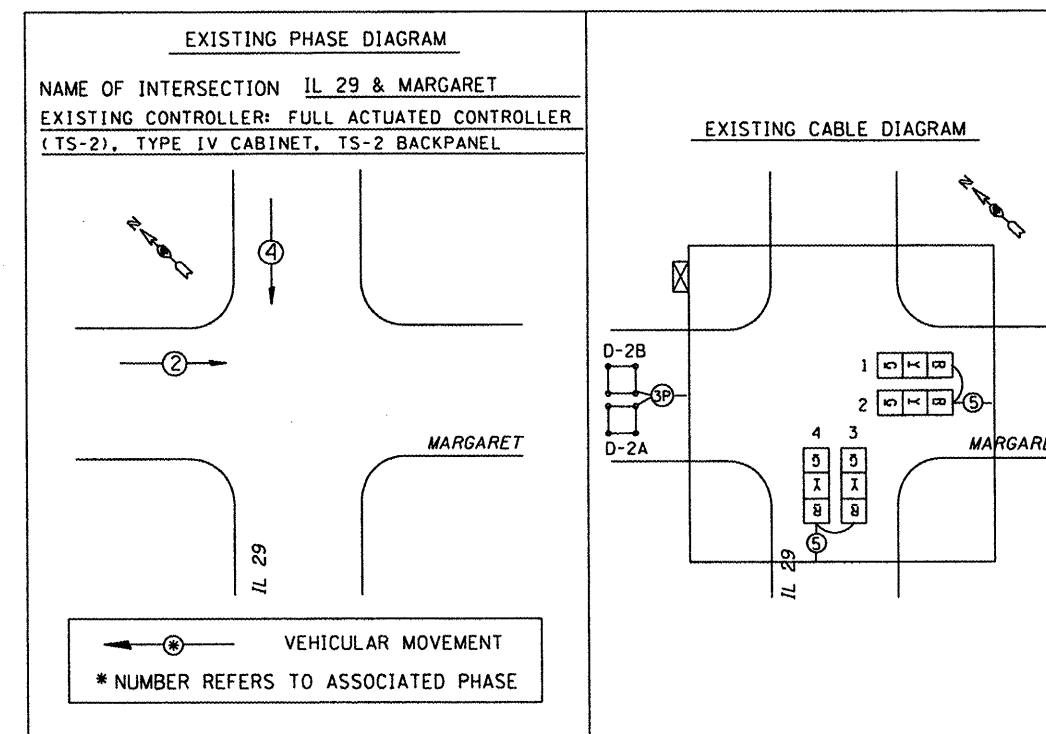 EXISTING PHASE DIAGRAM
NAME OF INTERSECTION IL 29 & MARGARET
EXISTING CONTROLLER: FULL ACTUATED CONTROLLER
(TS-2), TYPE IV CABINET, TS-2 BACKPANEL
N
4
2
MARGARET
IL 29
* VEHICULAR MOVEMENT
* NUMBER REFERS TO ASSOCIATED PHASE
EXISTING CABLE DIAGRAM
N
D-2B
3P
D-2A
1 G Y R
2 G Y R
5
4 3
G G
Y Y
R R
5
MARGARE
IL 29